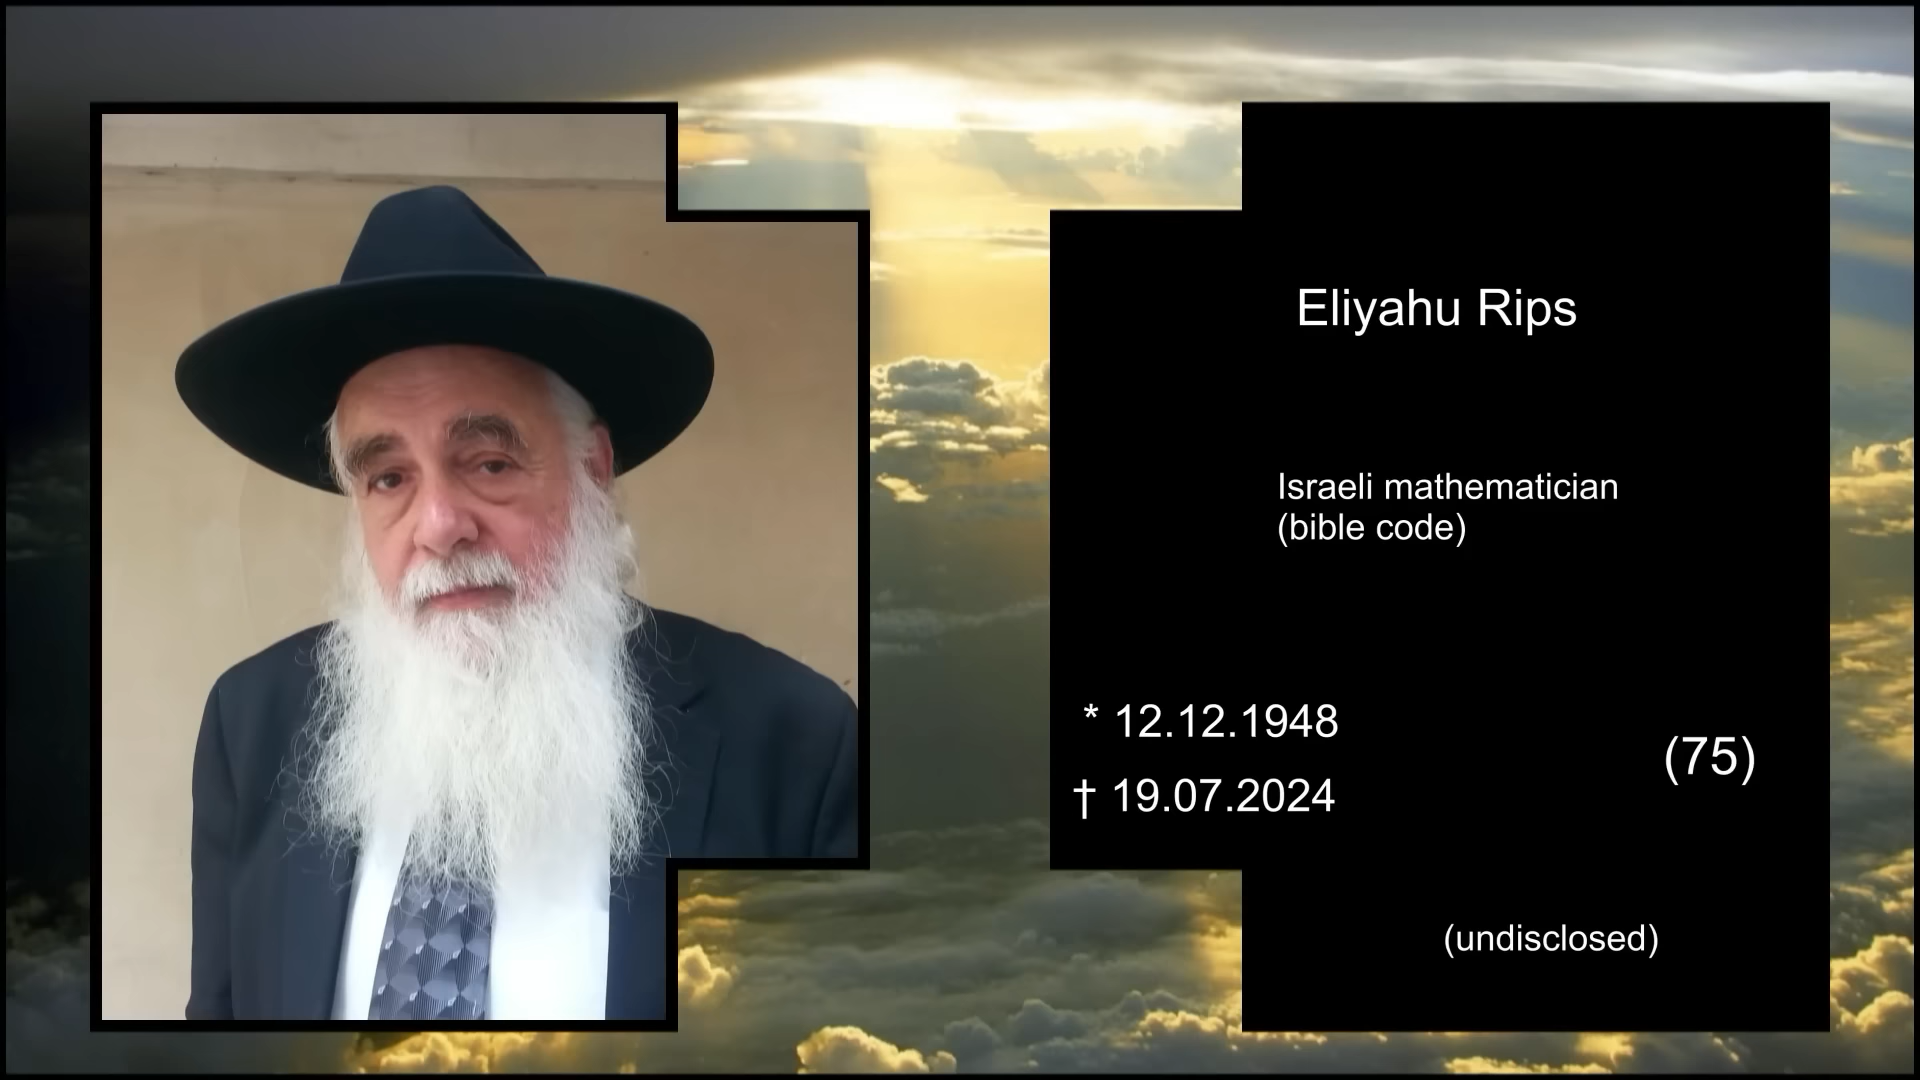 Eliyahu Rips
Israeli mathematician
(bible code)
* 12.12.1948
(75)
† 19.07.2024
(undisclosed)